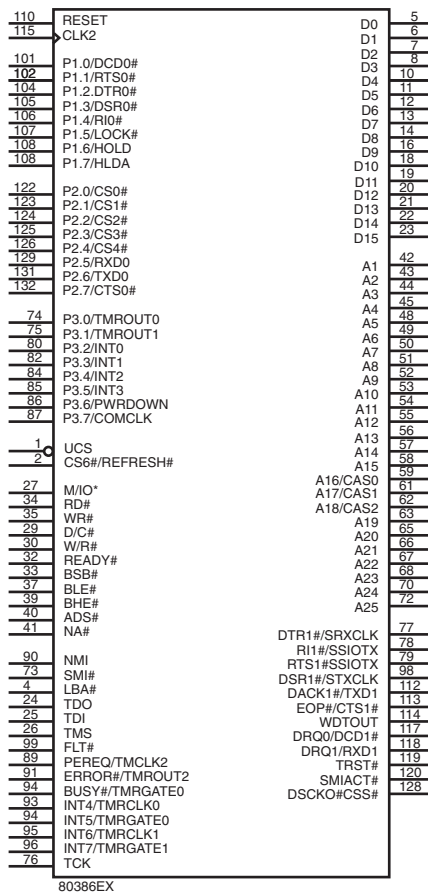 110 RESET
115 CLK2
101 P1.0/DCD0#
102 P1.1/RTS0#
104 P1.2.DTR0#
105 P1.3/DSR0#
106 P1.4/RI0#
107 P1.5/LOCK#
108 P1.6/HOLD
108 P1.7/HLDA
122 P2.0/CS0#
123 P2.1/CS1#
124 P2.2/CS2#
125 P2.3/CS3#
126 P2.4/CS4#
129 P2.5/RXD0
131 P2.6/TXD0
132 P2.7/CTS0#
74 P3.0/TMROUT0
75 P3.1/TMROUT1
80 P3.2/INT0
82 P3.3/INT1
84 P3.4/INT2
85 P3.5/INT3
86 P3.6/PWRDOWN
87 P3.7/COMCLK
1 UCS
2 CS6#/REFRESH#
27 M/IO*
34 RD#
35 WR#
29 D/C#
30 W/R#
32 READY#
33 BSB#
37 BLE#
39 BHE#
40 ADS#
41 NA#
90 NMI
73 SMI#
4 LBA#
24 TDO
25 TDI
26 TMS
99 FLT#
89 PEREQ/TMCLK2
91 ERROR#/TMROUT2
94 BUSY#/TMRGATE0
93 INT4/TMRCLK0
94 INT5/TMRGATE0
95 INT6/TMRCLK1
96 INT7/TMRGATE1
76 TCK
D0 5
D1 6
D2 7
D3 8
D4 10
D5 11
D6 12
D7 13
D8 14
D9 16
D10 18
D11 19
D12 20
D13 21
D14 22
D15 23
A1 42
A2 43
A3 44
A4 45
A5 48
A6 49
A7 50
A8 51
A9 52
A10 53
A11 54
A12 55
A13 56
A14 57
A15 58
A16/CAS0 59
A17/CAS1 61
A18/CAS2 62
A19 63
A20 65
A21 66
A22 67
A23 68
A24 70
A25 72
DTR1#/SRXCLK 77
RI1#/SSIOTX 78
RTS1#SSIOTX 79
DSR1#/STXCLK 98
DACK1#/TXD1 112
EOP#/CTS1# 113
WDTOUT 114
DRQ0/DCD1# 117
DRQ1/RXD1 118
TRST# 119
SMIACT# 120
DSCKO#CSS# 128
80386EX